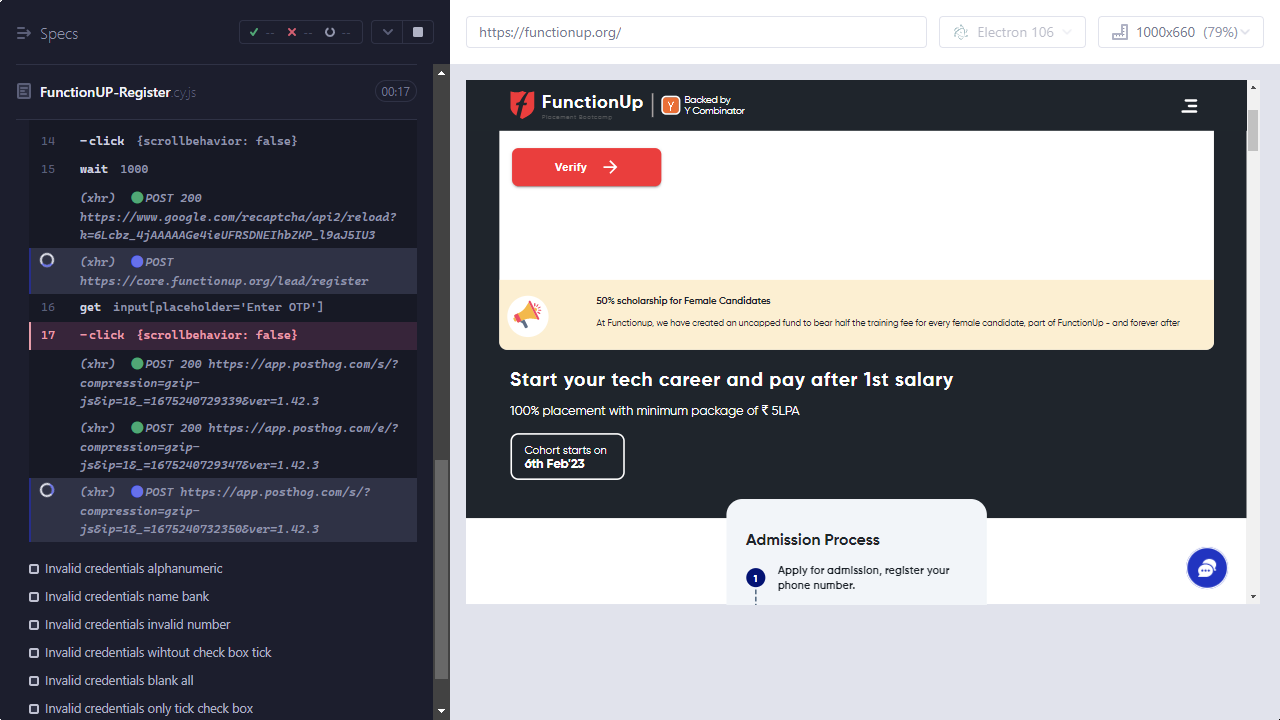 Specs
-- -- --
FunctionUP-Register.cy.js 00:17
14 -click {scrollbehavior: false}
15 wait 1000
(xhr) POST 200
https://www.google.com/recaptcha/api2/reload?
k=6Lcbz_4jAAAAAGe4ieUFRSDNEIhbZKP_l9aJ5IU3
(xhr) POST
https://core.functionup.org/lead/register
16 get input[placeholder='Enter OTP']
17 -click {scrollbehavior: false}
(xhr) POST 200 https://app.posthog.com/s/?
compression=gzip-
js&ip=1&_=1675240729339&ver=1.42.3
(xhr) POST 200 https://app.posthog.com/e/?
compression=gzip-
js&ip=1&_=1675240729347&ver=1.42.3
(xhr) POST https://app.posthog.com/s/?
compression=gzip-
js&ip=1&_=1675240732350&ver=1.42.3
Invalid credentials alphanumeric
Invalid credentials name bank
Invalid credentials invalid number
Invalid credentials wihtout check box tick
Invalid credentials blank all
Invalid credentials only tick check box
https://functionup.org/
Electron 106
1000x660 (79%)
FunctionUp
Placement Bootcamp
Y
Backed by
Y Combinator
Verify
50% scholarship for Female Candidates
At Functionup, we have created an uncapped fund to bear half the training fee for every female candidate, part of FunctionUp - and forever after
Start your tech career and pay after 1st salary
100% placement with minimum package of ₹ 5LPA
Cohort starts on
6th Feb'23
Admission Process
1
Apply for admission, register your
phone number.